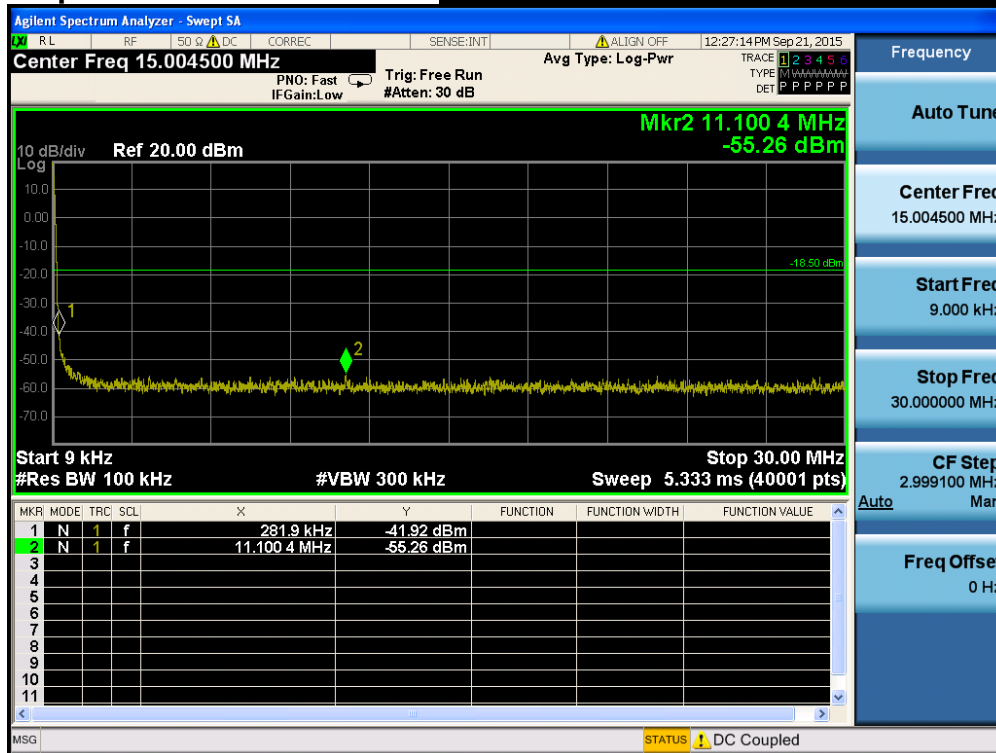 Agilent Spectrum Analyzer - Swept SA
LXI RL RF 50 Ω DC CORREC SENSE:INT ALIGN OFF 12:27:14 PM Sep 21, 2015
Center Freq 15.004500 MHz
PNO: Fast
IFGain:Low
Trig: Free Run
#Atten: 30 dB
Avg Type: Log-Pwr
TRACE 1 2 3 4 5 6
TYPE M
DET P P P P P P
Mkr2 11.100 4 MHz
-55.26 dBm
10 dB/div Ref 20.00 dBm
Log
10.0
0.00
-10.0
-18.50 dBm
-20.0
-30.0
1
-40.0
2
-50.0
-60.0
-70.0
Start 9 kHz Stop 30.00 MHz
#Res BW 100 kHz #VBW 300 kHz Sweep 5.333 ms (40001 pts)
MKR MODE TRC SCL X Y FUNCTION FUNCTION WIDTH FUNCTION VALUE
1 N 1 f 281.9 kHz -41.92 dBm
2 N 1 f 11.100 4 MHz -55.26 dBm
3
4
5
6
7
8
9
10
11
MSG STATUS DC Coupled
Frequency
Auto Tune
Center Freq
15.004500 MHz
Start Freq
9.000 kHz
Stop Freq
30.000000 MHz
CF Step
2.999100 MHz
Auto Man
Freq Offset
0 Hz